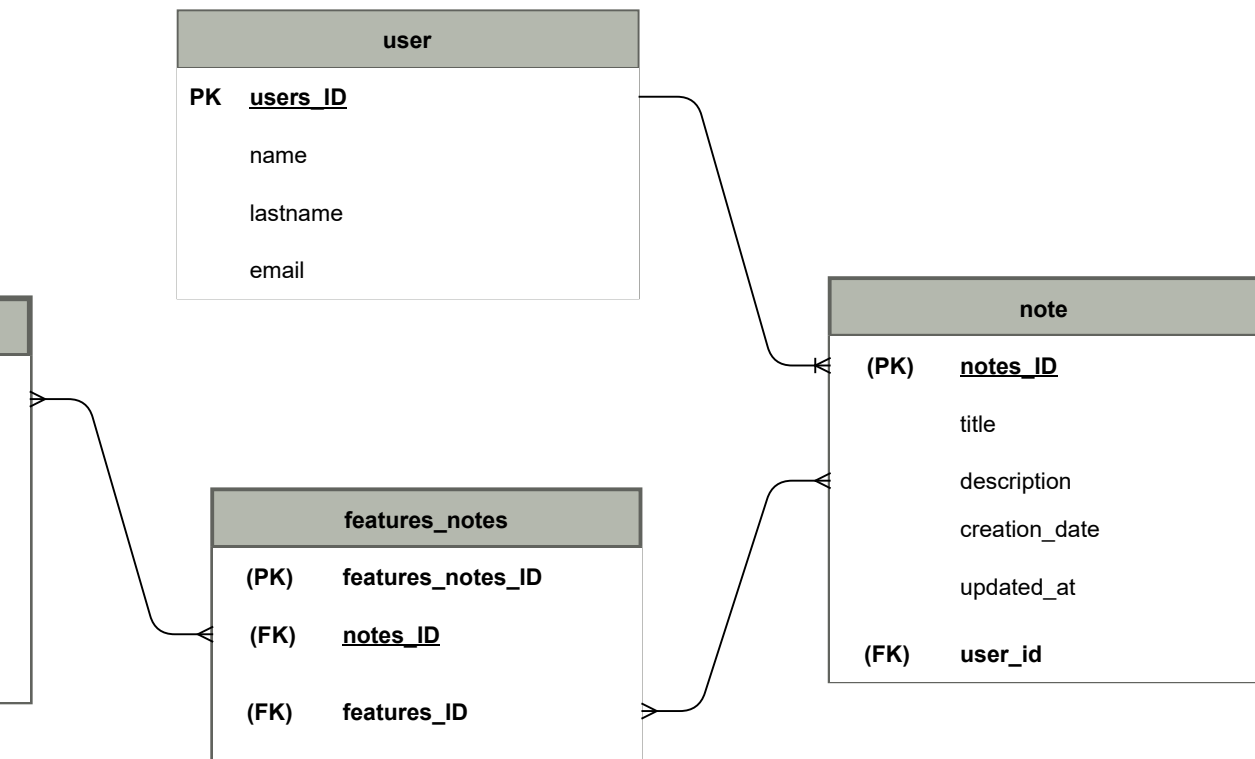 user
PK users_ID
name
lastname
email
note
(PK) notes_ID
title
description
creation_date
updated_at
(FK) user_id
features_notes
(PK) features_notes_ID
(FK) notes_ID
(FK) features_ID